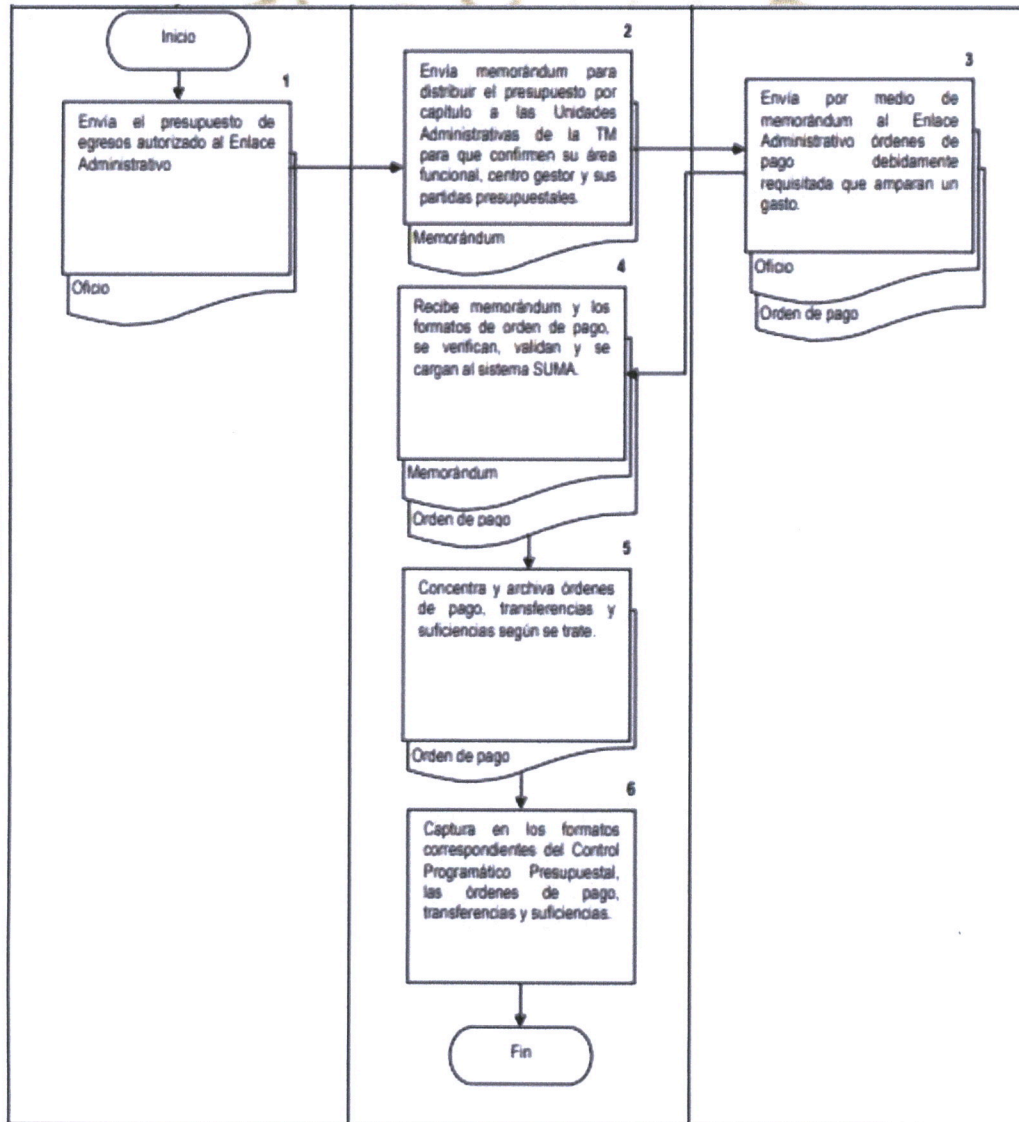 Inicio
1
Envía el presupuesto de
egresos autorizado al Enlace
Administrativo
Oficio
2
Envía memorándum para
distribuir el presupuesto por
capítulo a las Unidades
Administrativas de la TM
para que confirmen su área
funcional, centro gestor y sus
partidas presupuestales.
Memorándum
3
Envía por medio de
memorándum al Enlace
Administrativo órdenes de
pago debidamente
requisitada que amparan un
gasto.
Oficio
Orden de pago
4
Recibe memorándum y los
formatos de orden de pago,
se verifican, validan y se
cargan al sistema SUMA.
Memorándum
Orden de pago
5
Concentra y archiva órdenes
de pago, transferencias y
suficiencias según se trate.
Orden de pago
6
Captura en los formatos
correspondientes del Control
Programático Presupuestal,
las órdenes de pago,
transferencias y suficiencias.
Fin